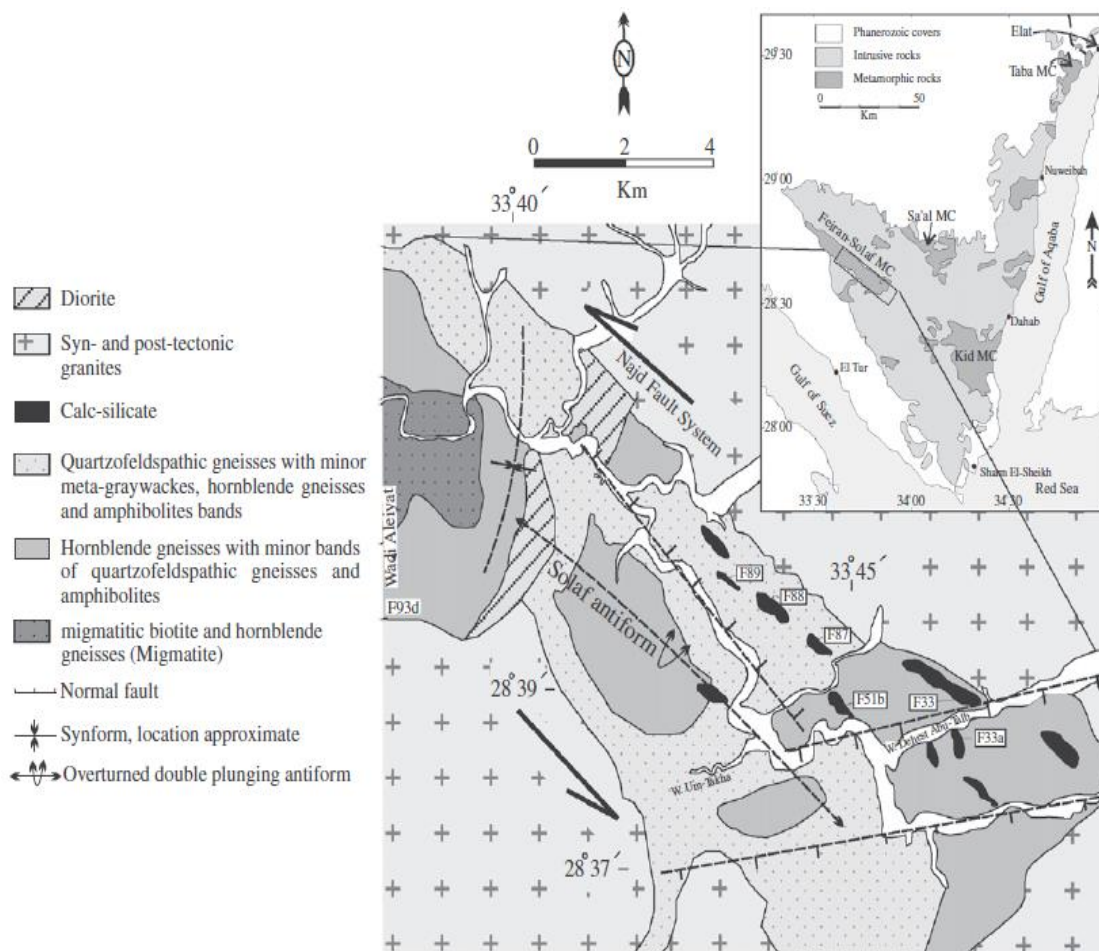 N
0 2 4
Km
33°40′
Diorite
Syn- and post-tectonic
granites
Calc-silicate
Quartzofeldspathic gneisses with minor
meta-graywackes, hornblende gneisses
and amphibolites bands
Hornblende gneisses with minor bands
of quartzofeldspathic gneisses and
amphibolites
migmatitic biotite and hornblende
gneisses (Migmatite)
Normal fault
Synform, location approximate
Overturned double plunging antiform
Najd Fault System
Wadi Aleiyat
F93d
Solaf antiform
33°45′
F89
F88
F87
28°39′
F51b
F33
W. Dehest Abu-Talb
F33a
W. Um-Takha
28°37′
Phanerozoic covers
Intrusive rocks
Metamorphic rocks
0 50
Km
Elat
Taba MC
29°30′
Nuweibah
29°00′
Sa'al MC
Feiran-Solaf MC
N
Gulf of Aqaba
28°30′
Dahab
Kid MC
El Tur
Gulf of Suez
28°00′
Sharm El-Sheikh
Red Sea
33°30′ 34°00′ 34°30′